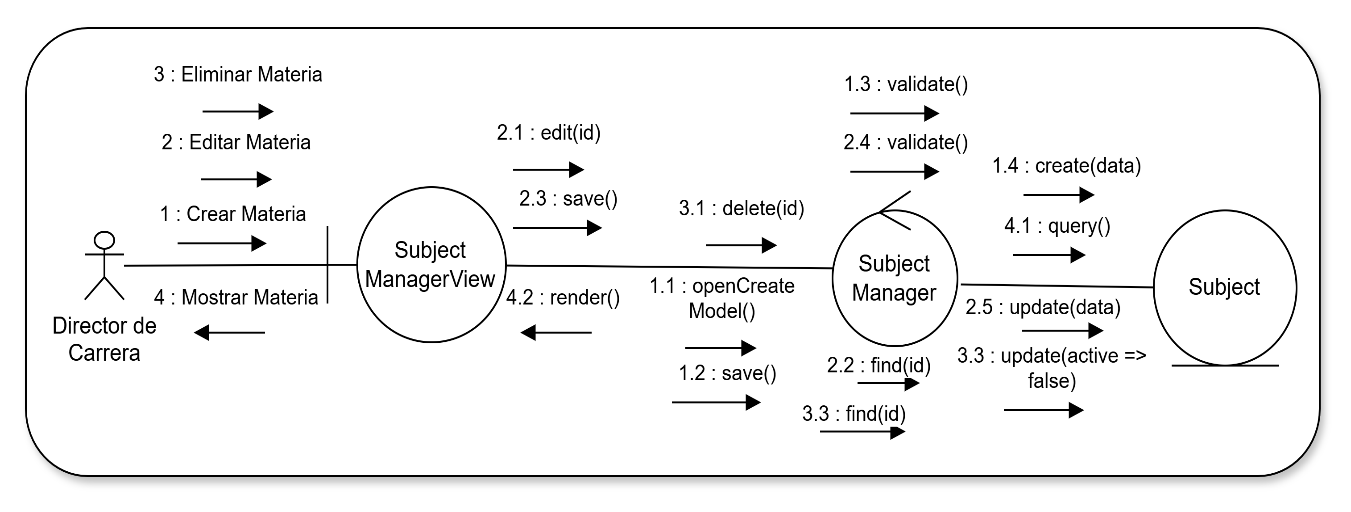 3 : Eliminar Materia
2 : Editar Materia
1 : Crear Materia
4 : Mostrar Materia
Director de
Carrera
Subject
ManagerView
2.1 : edit(id)
2.3 : save()
4.2 : render()
3.1 : delete(id)
1.1 : openCreate
Model()
1.2 : save()
1.3 : validate()
2.4 : validate()
Subject
Manager
2.2 : find(id)
3.3 : find(id)
1.4 : create(data)
4.1 : query()
2.5 : update(data)
3.3 : update(active =>
false)
Subject